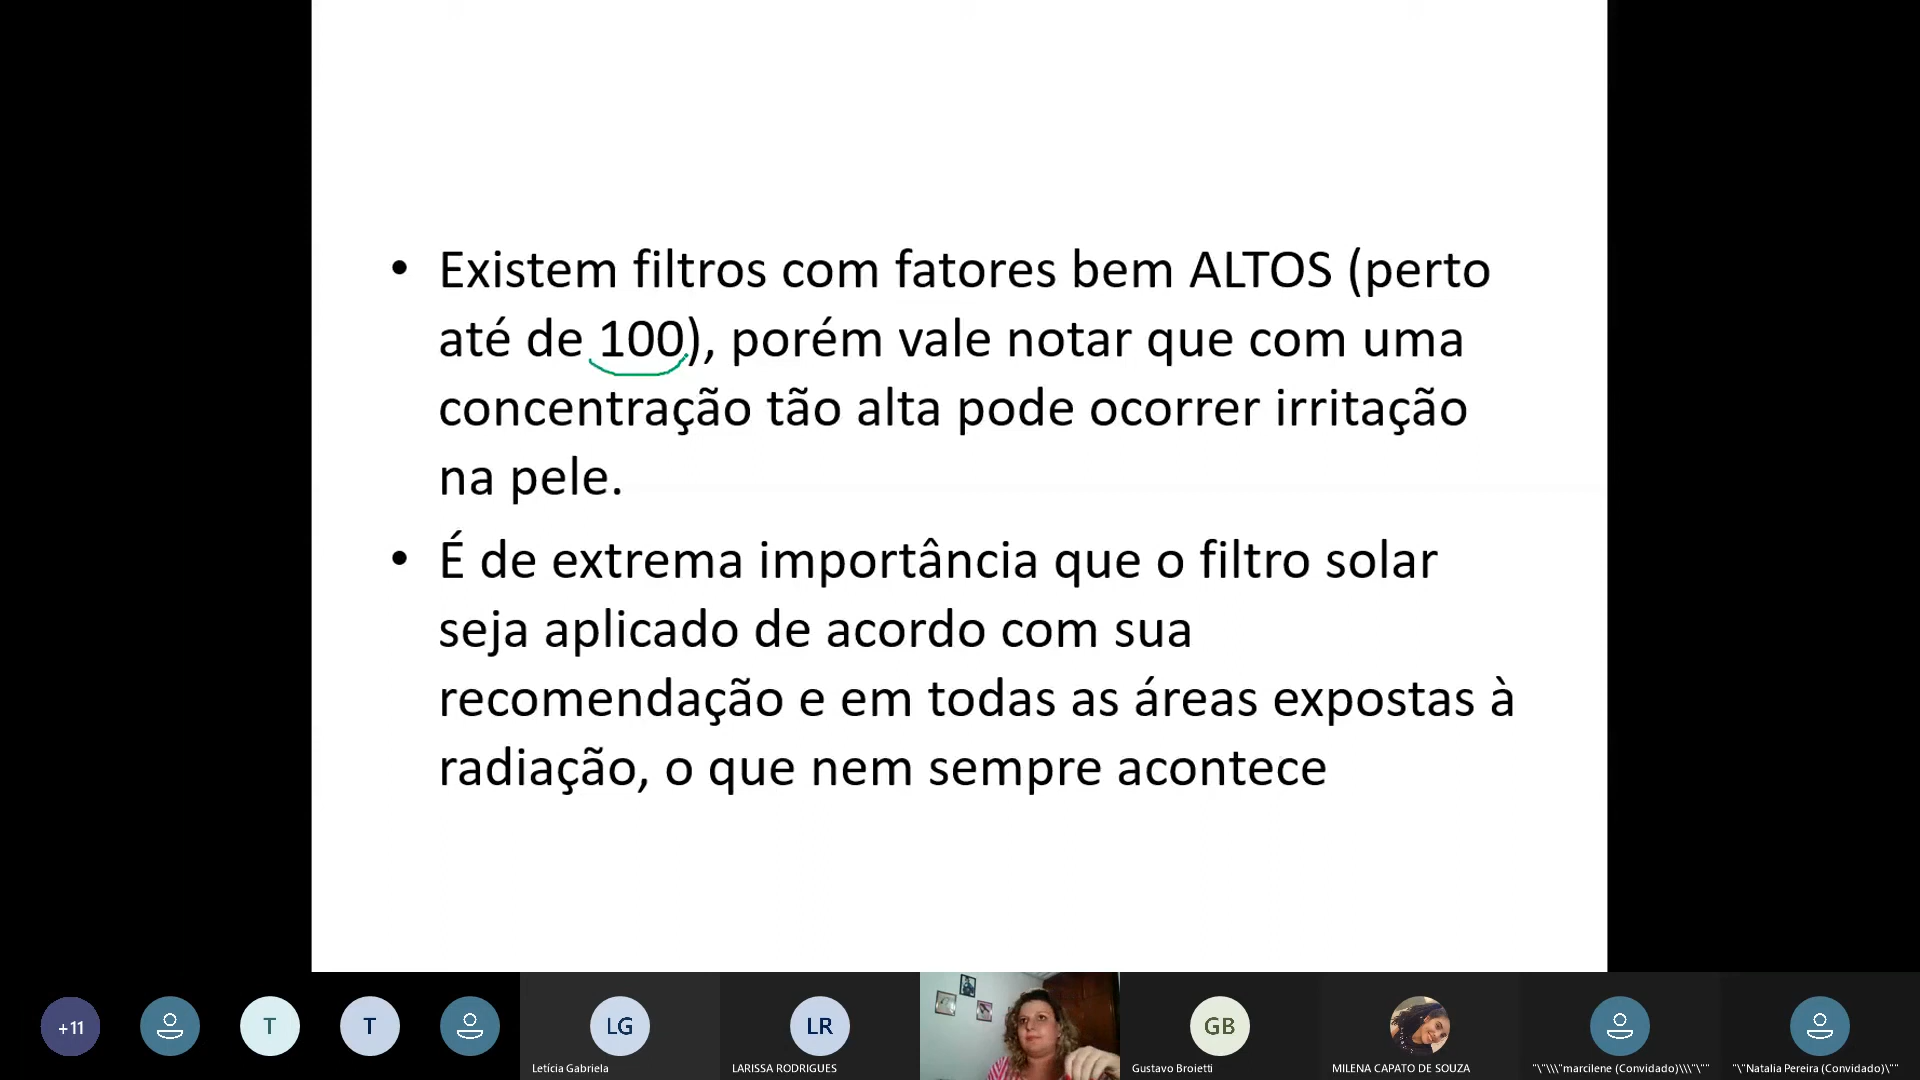 • Existem filtros com fatores bem ALTOS (perto
até de 100), porém vale notar que com uma
concentração tão alta pode ocorrer irritação
na pele.
• É de extrema importância que o filtro solar
seja aplicado de acordo com sua
recomendação e em todas as áreas expostas à
radiação, o que nem sempre acontece
+11
T
T
LG
LR
GB
Letícia Gabriela
LARISSA RODRIGUES
Gustavo Broietti
MILENA CAPATO DE SOUZA
"\"\\\"marcilene (Convidado)\\\"\""
"\"Natalia Pereira (Convidado)\""